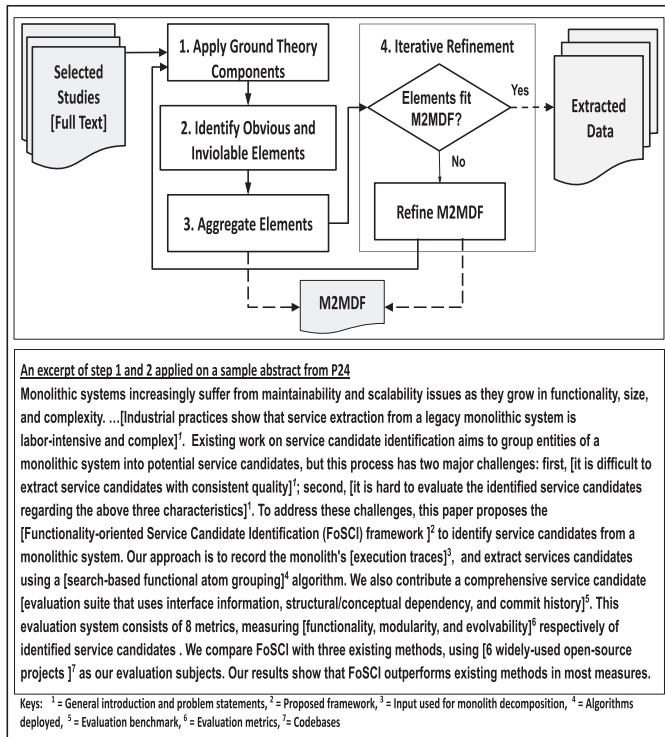 Selected
Studies
[Full Text]
1. Apply Ground Theory
Components
2. Identify Obvious and
Inviolable Elements
3. Aggregate Elements
4. Iterative Refinement
Elements fit
M2MDF?
Yes
No
Refine M2MDF
Extracted
Data
M2MDF
An excerpt of step 1 and 2 applied on a sample abstract from P24
Monolithic systems increasingly suffer from maintainability and scalability issues as they grow in functionality, size,
and complexity. ...[Industrial practices show that service extraction from a legacy monolithic system is
labor-intensive and complex]¹. Existing work on service candidate identification aims to group entities of a
monolithic system into potential service candidates, but this process has two major challenges: first, [it is difficult to
extract service candidates with consistent quality]¹; second, [it is hard to evaluate the identified service candidates
regarding the above three characteristics]¹. To address these challenges, this paper proposes the
[Functionality-oriented Service Candidate Identification (FoSCI) framework ]² to identify service candidates from a
monolithic system. Our approach is to record the monolith's [execution traces]³, and extract services candidates
using a [search-based functional atom grouping]⁴ algorithm. We also contribute a comprehensive service candidate
[evaluation suite that uses interface information, structural/conceptual dependency, and commit history]⁵. This
evaluation system consists of 8 metrics, measuring [functionality, modularity, and evolvability]⁶ respectively of
identified service candidates . We compare FoSCI with three existing methods, using [6 widely-used open-source
projects ]⁷ as our evaluation subjects. Our results show that FoSCI outperforms existing methods in most measures.
Keys: ¹ = General introduction and problem statements, ² = Proposed framework, ³ = Input used for monolith decomposition, ⁴ = Algorithms
deployed, ⁵ = Evaluation benchmark, ⁶ = Evaluation metrics, ⁷= Codebases